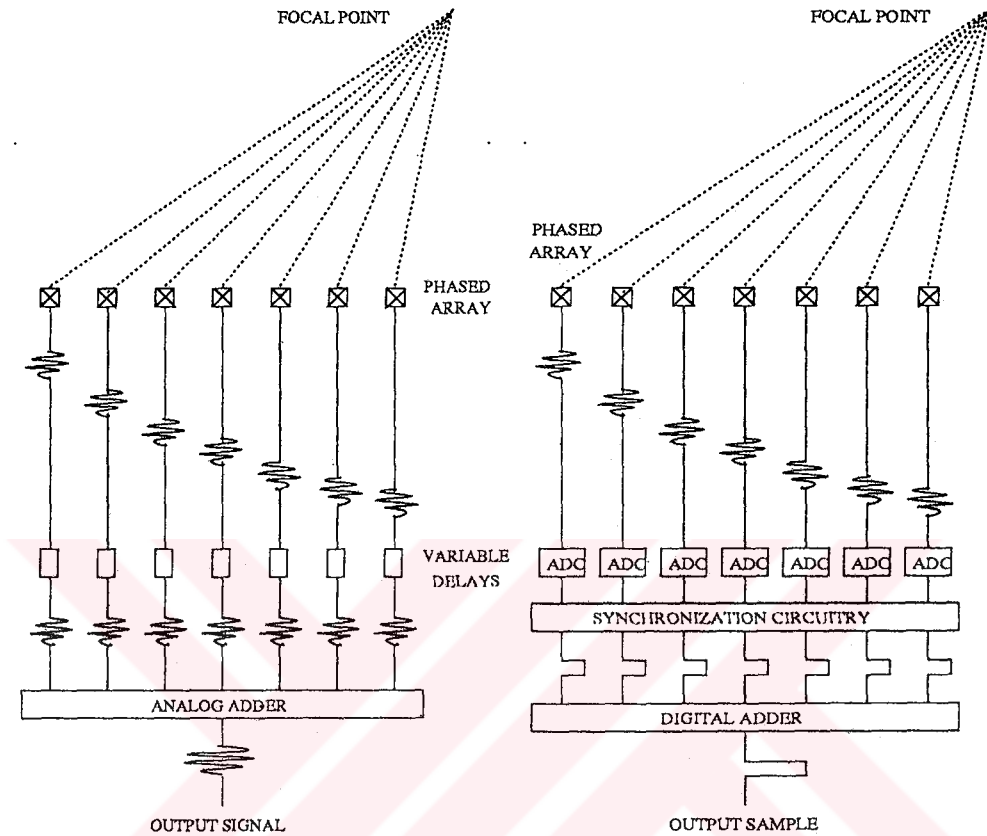 FOCAL POINT
PHASED
ARRAY
VARIABLE
DELAYS
ANALOG ADDER
OUTPUT SIGNAL
FOCAL POINT
PHASED
ARRAY
ADC ADC ADC ADC ADC ADC ADC
SYNCHRONIZATION CIRCUITRY
DIGITAL ADDER
OUTPUT SAMPLE